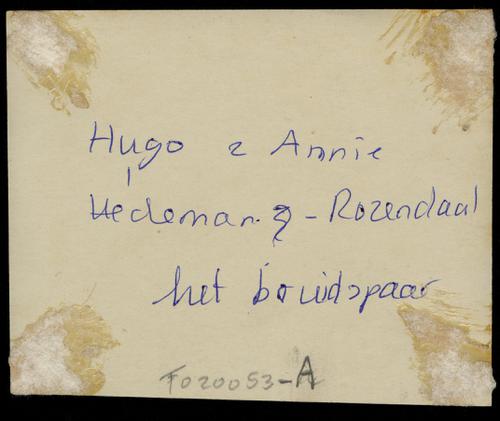 Hugo & Annie
Hedeman - Rozendaal
het bruidspaar
F020053-A